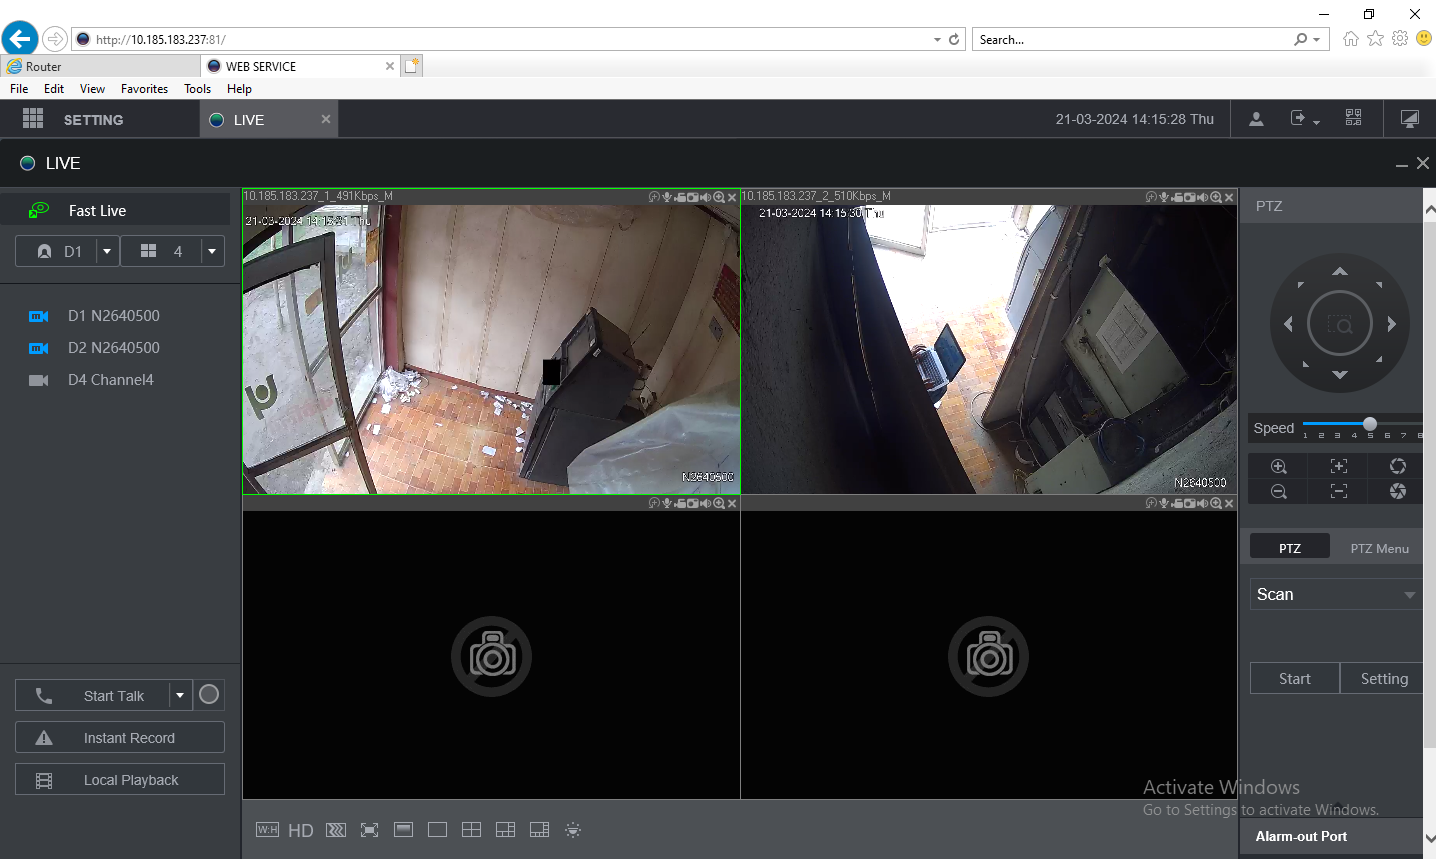 http://10.185.183.237:81/
Search...
Router
WEB SERVICE
File Edit View Favorites Tools Help
SETTING
LIVE
21-03-2024 14:15:28 Thu
LIVE
Fast Live
D1
4
D1 N2640500
D2 N2640500
D4 Channel4
Start Talk
Instant Record
Local Playback
10.185.183.237_1_491Kbps_M
21-03-2024 14:15:31 Thu
N2640500
10.185.183.237_2_510Kbps_M
21-03-2024 14:15:30 Thu
N2640500
W:H HD
PTZ
Speed
1 2 3 4 5 6 7 8
PTZ
PTZ Menu
Scan
Start
Setting
Activate Windows
Go to Settings to activate Windows.
Alarm-out Port